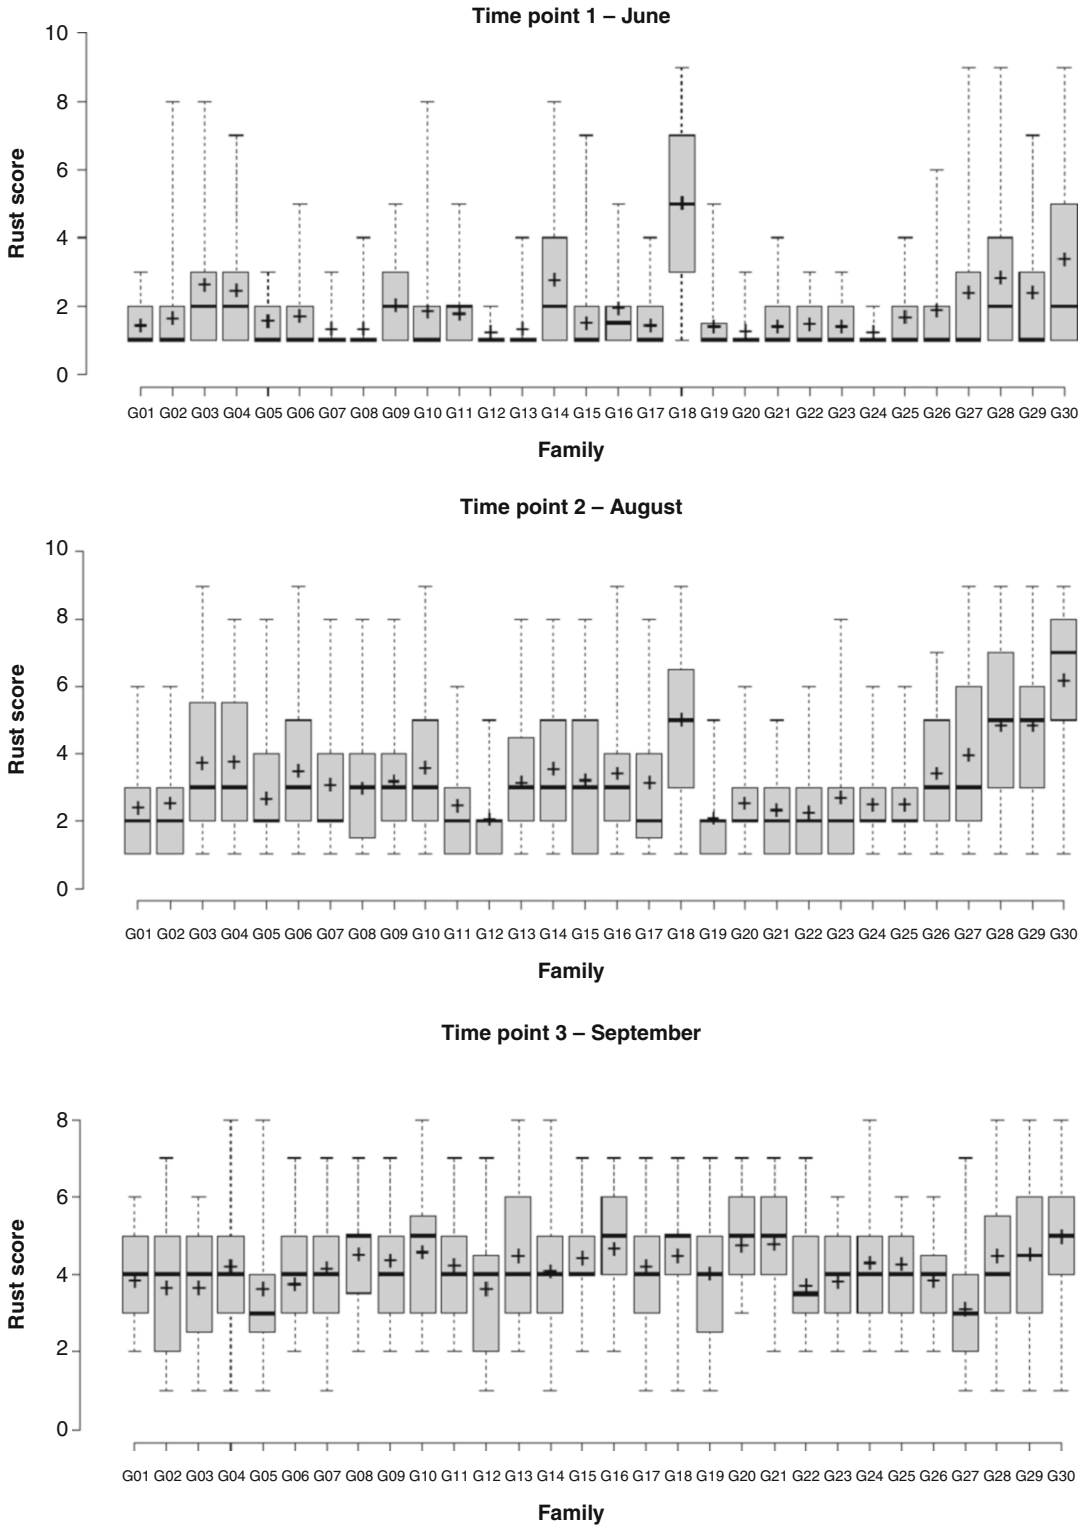 Time point 1 – June
10
8
6
4
2
0
Rust score
G01 G02 G03 G04 G05 G06 G07 G08 G09 G10 G11 G12 G13 G14 G15 G16 G17 G18 G19 G20 G21 G22 G23 G24 G25 G26 G27 G28 G29 G30
Family
Time point 2 – August
10
8
6
4
2
0
Rust score
G01 G02 G03 G04 G05 G06 G07 G08 G09 G10 G11 G12 G13 G14 G15 G16 G17 G18 G19 G20 G21 G22 G23 G24 G25 G26 G27 G28 G29 G30
Family
Time point 3 – September
8
6
4
2
0
Rust score
G01 G02 G03 G04 G05 G06 G07 G08 G09 G10 G11 G12 G13 G14 G15 G16 G17 G18 G19 G20 G21 G22 G23 G24 G25 G26 G27 G28 G29 G30
Family